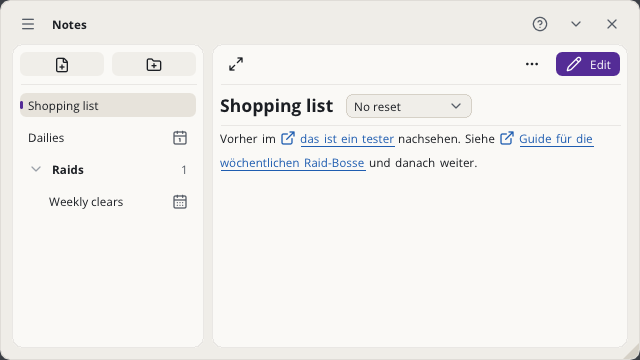 Notes
Edit
Shopping list
Dailies
Raids 1
Weekly clears
Shopping list No reset
Vorher im das ist ein tester nachsehen. Siehe Guide für die
wöchentlichen Raid-Bosse und danach weiter.